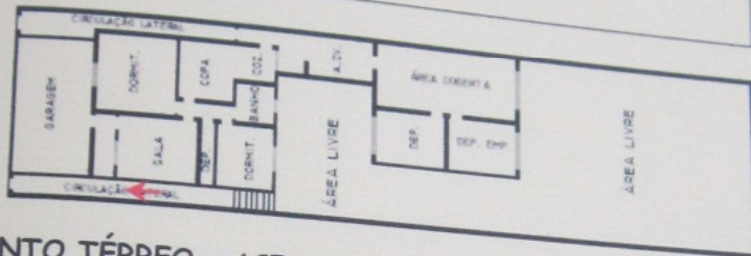 CIRCULAÇÃO LATERAL
GARAGEM
DORMIT.
COPA
COZ.
BANHO
ÁREA COBERTA
SALA
DEP.
DORMIT.
ÁREA LIVRE
DEP.
DEP. EMP.
ÁREA LIVRE
CIRCULAÇÃO LATERAL
NTO TÉRREO